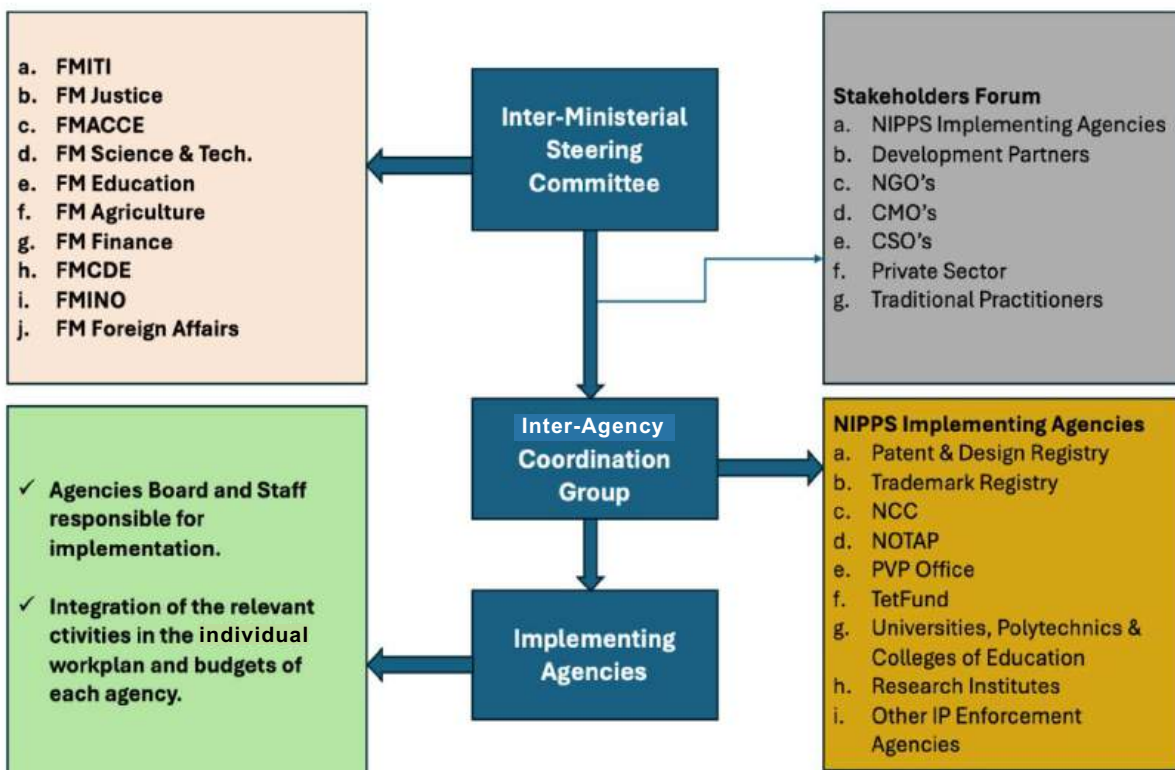 a. FMITI
b. FM Justice
c. FMACCE
d. FM Science & Tech.
e. FM Education
f. FM Agriculture
g. FM Finance
h. FMCDE
i. FMINO
j. FM Foreign Affairs
Inter-Ministerial
Steering
Committee
Stakeholders Forum
a. NIPPS Implementing Agencies
b. Development Partners
c. NGO's
d. CMO's
e. CSO's
f. Private Sector
g. Traditional Practitioners
✓ Agencies Board and Staff
responsible for
implementation.
✓ Integration of the relevant
ctivities in the individual
workplan and budgets of
each agency.
Inter-Agency
Coordination
Group
Implementing
Agencies
NIPPS Implementing Agencies
a. Patent & Design Registry
b. Trademark Registry
c. NCC
d. NOTAP
e. PVP Office
f. TetFund
g. Universities, Polytechnics &
Colleges of Education
h. Research Institutes
i. Other IP Enforcement
Agencies